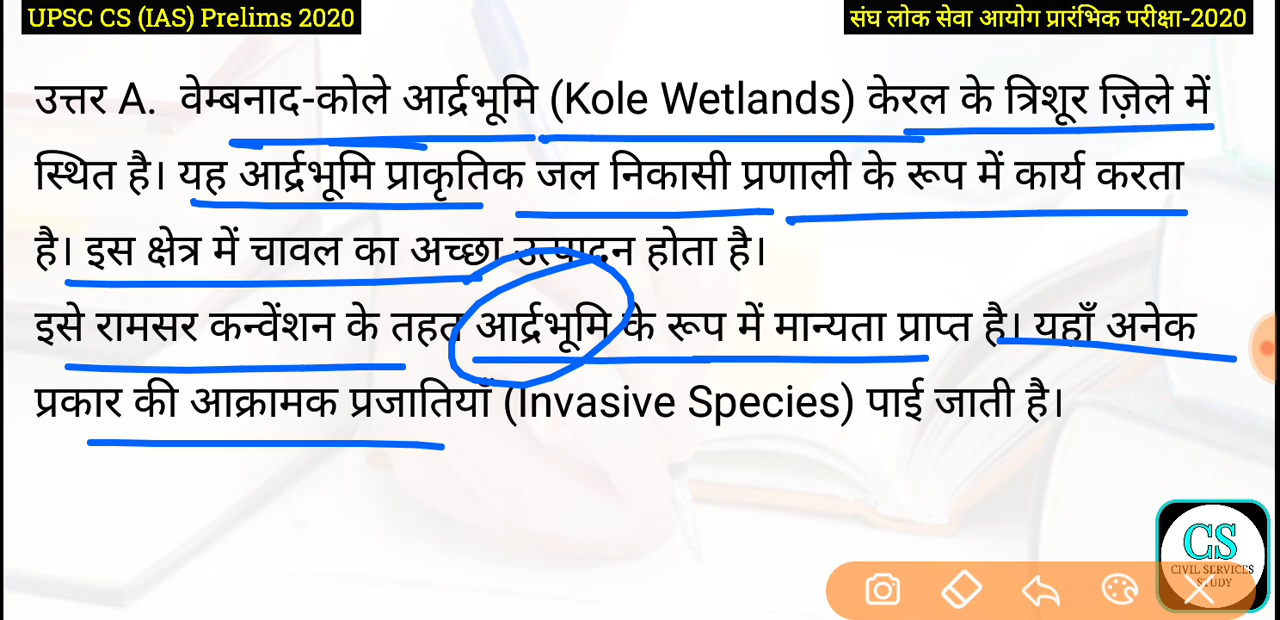 UPSC CS (IAS) Prelims 2020
संघ लोक सेवा आयोग प्रारंभिक परीक्षा-2020
उत्तर A. वेम्बनाद-कोले आर्द्रभूमि (Kole Wetlands) केरल के त्रिशूर ज़िले में
स्थित है। यह आर्द्रभूमि प्राकृतिक जल निकासी प्रणाली के रूप में कार्य करता
है। इस क्षेत्र में चावल का अच्छा उत्पादन होता है।
इसे रामसर कन्वेंशन के तहत आर्द्रभूमि के रूप में मान्यता प्राप्त है। यहाँ अनेक
प्रकार की आक्रामक प्रजातियाँ (Invasive Species) पाई जाती है।
CS
CIVIL SERVICES
STUDY